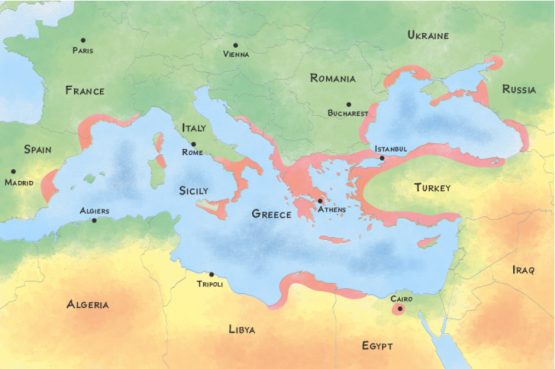 UKRAINE
PARIS
VIENNA
ROMANIA
FRANCE
RUSSIA
BUCHAREST
ITALY
SPAIN
ROME
ISTANBUL
MADRID
SICILY
TURKEY
ALGIERS
GREECE
ATHENS
IRAQ
TRIPOLI
CAIRO
ALGERIA
LIBYA
EGYPT